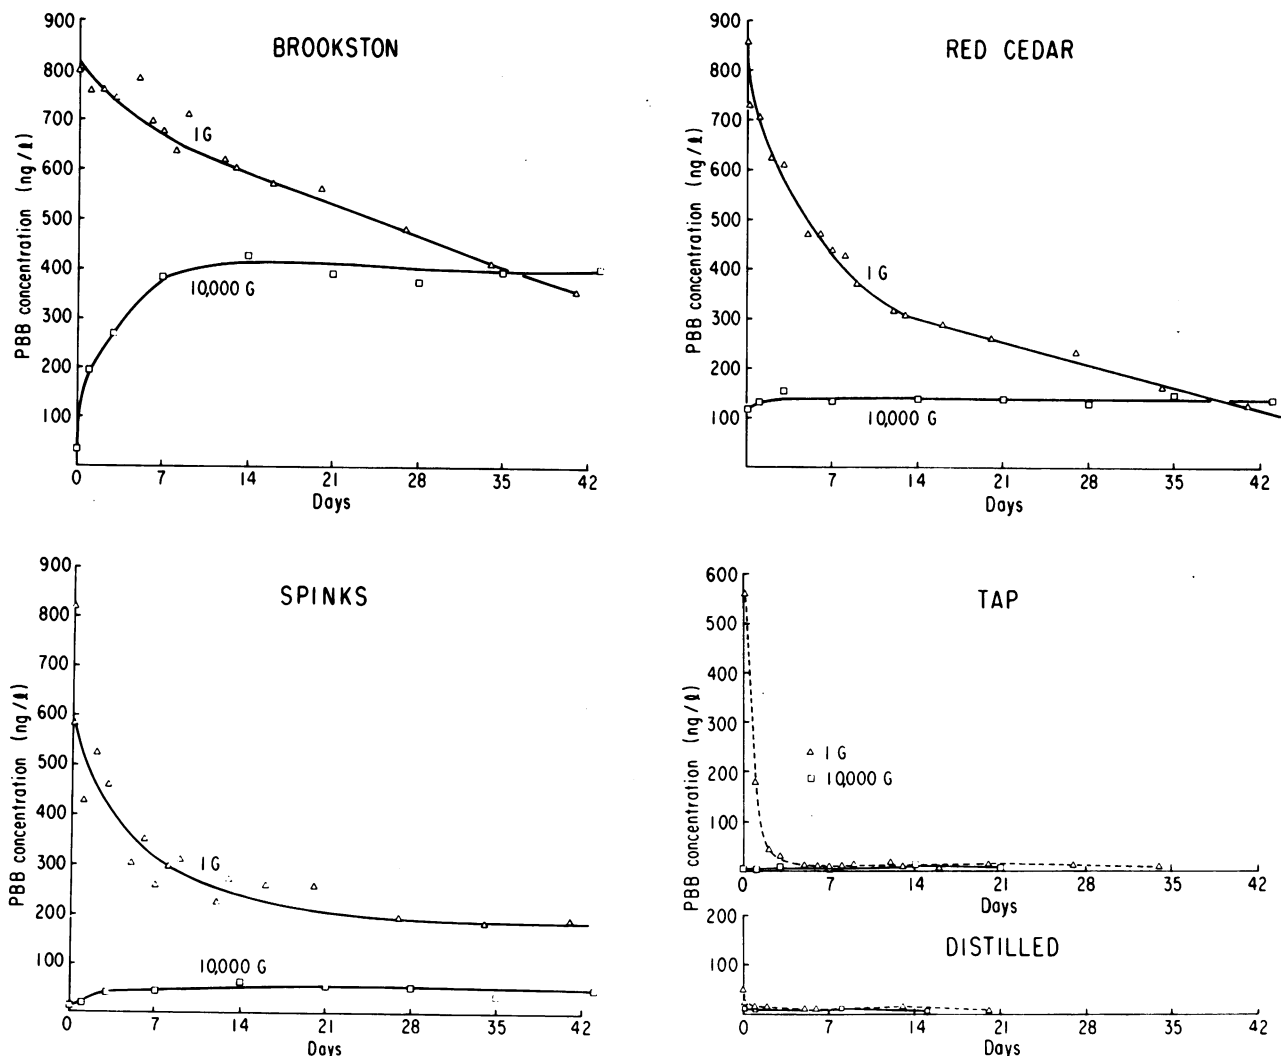 BROOKSTON
PBB concentration (ng/l)
900
800
700
600
500
400
300
200
100
1 G
10,000 G
0 7 14 21 28 35 42
Days
RED CEDAR
PBB concentration (ng/l)
900
800
700
600
500
400
300
200
100
1 G
10,000 G
7 14 21 28 35 42
Days
SPINKS
PBB concentration (ng/l)
900
800
700
600
500
400
300
200
100
1 G
10,000 G
0 7 14 21 28 35 42
Days
TAP
PBB concentration (ng/l)
600
500
400
300
200
100
1 G
10,000 G
0 7 14 21 28 35 42
Days
DISTILLED
200
100
0 7 14 21 28 35 42